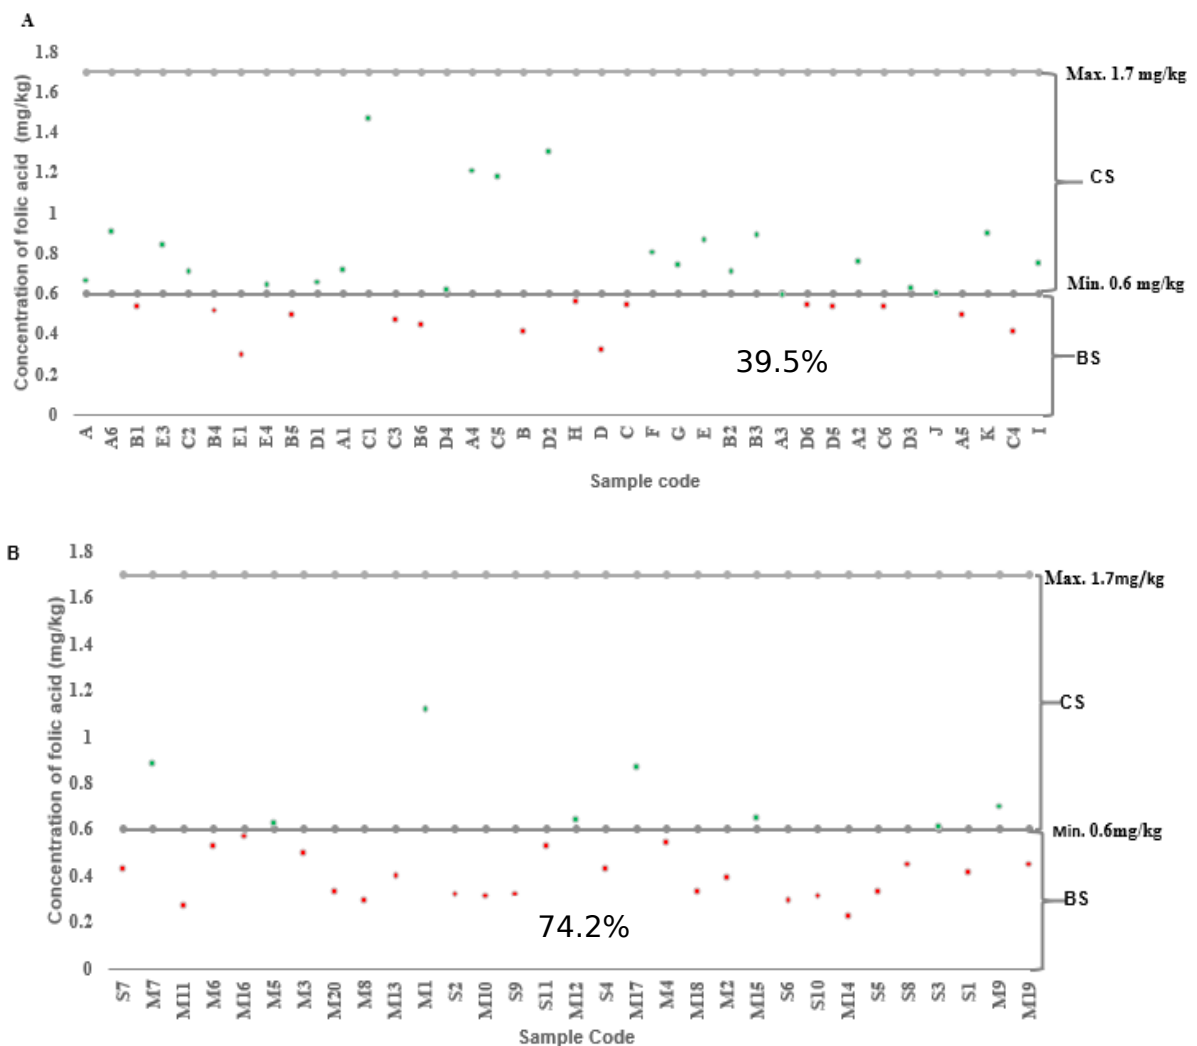 A
Concentration of folic acid (mg/kg)
1.8
1.6
1.4
1.2
1
0.8
0.6
0.4
0.2
0
Max. 1.7 mg/kg
CS
Min. 0.6 mg/kg
BS
39.5%
A A6 B1 E3 C2 B4 E1 E4 B5 D1 A1 C1 C3 B6 D4 A4 C5 B D2 H D C F G E B2 B3 A3 D6 D5 A2 C6 D3 J A5 K C4 I
Sample code
B
Concentration of folic acid (mg/kg)
1.8
1.6
1.4
1.2
1
0.8
0.6
0.4
0.2
0
Max. 1.7mg/kg
CS
Min. 0.6mg/kg
BS
74.2%
S7 M7 M11 M6 M16 M5 M3 M20 M8 M13 M1 S2 M10 S9 S11 M12 S4 M17 M4 M18 M2 M15 S6 S10 M14 S5 S8 S3 S1 M9 M19
Sample Code